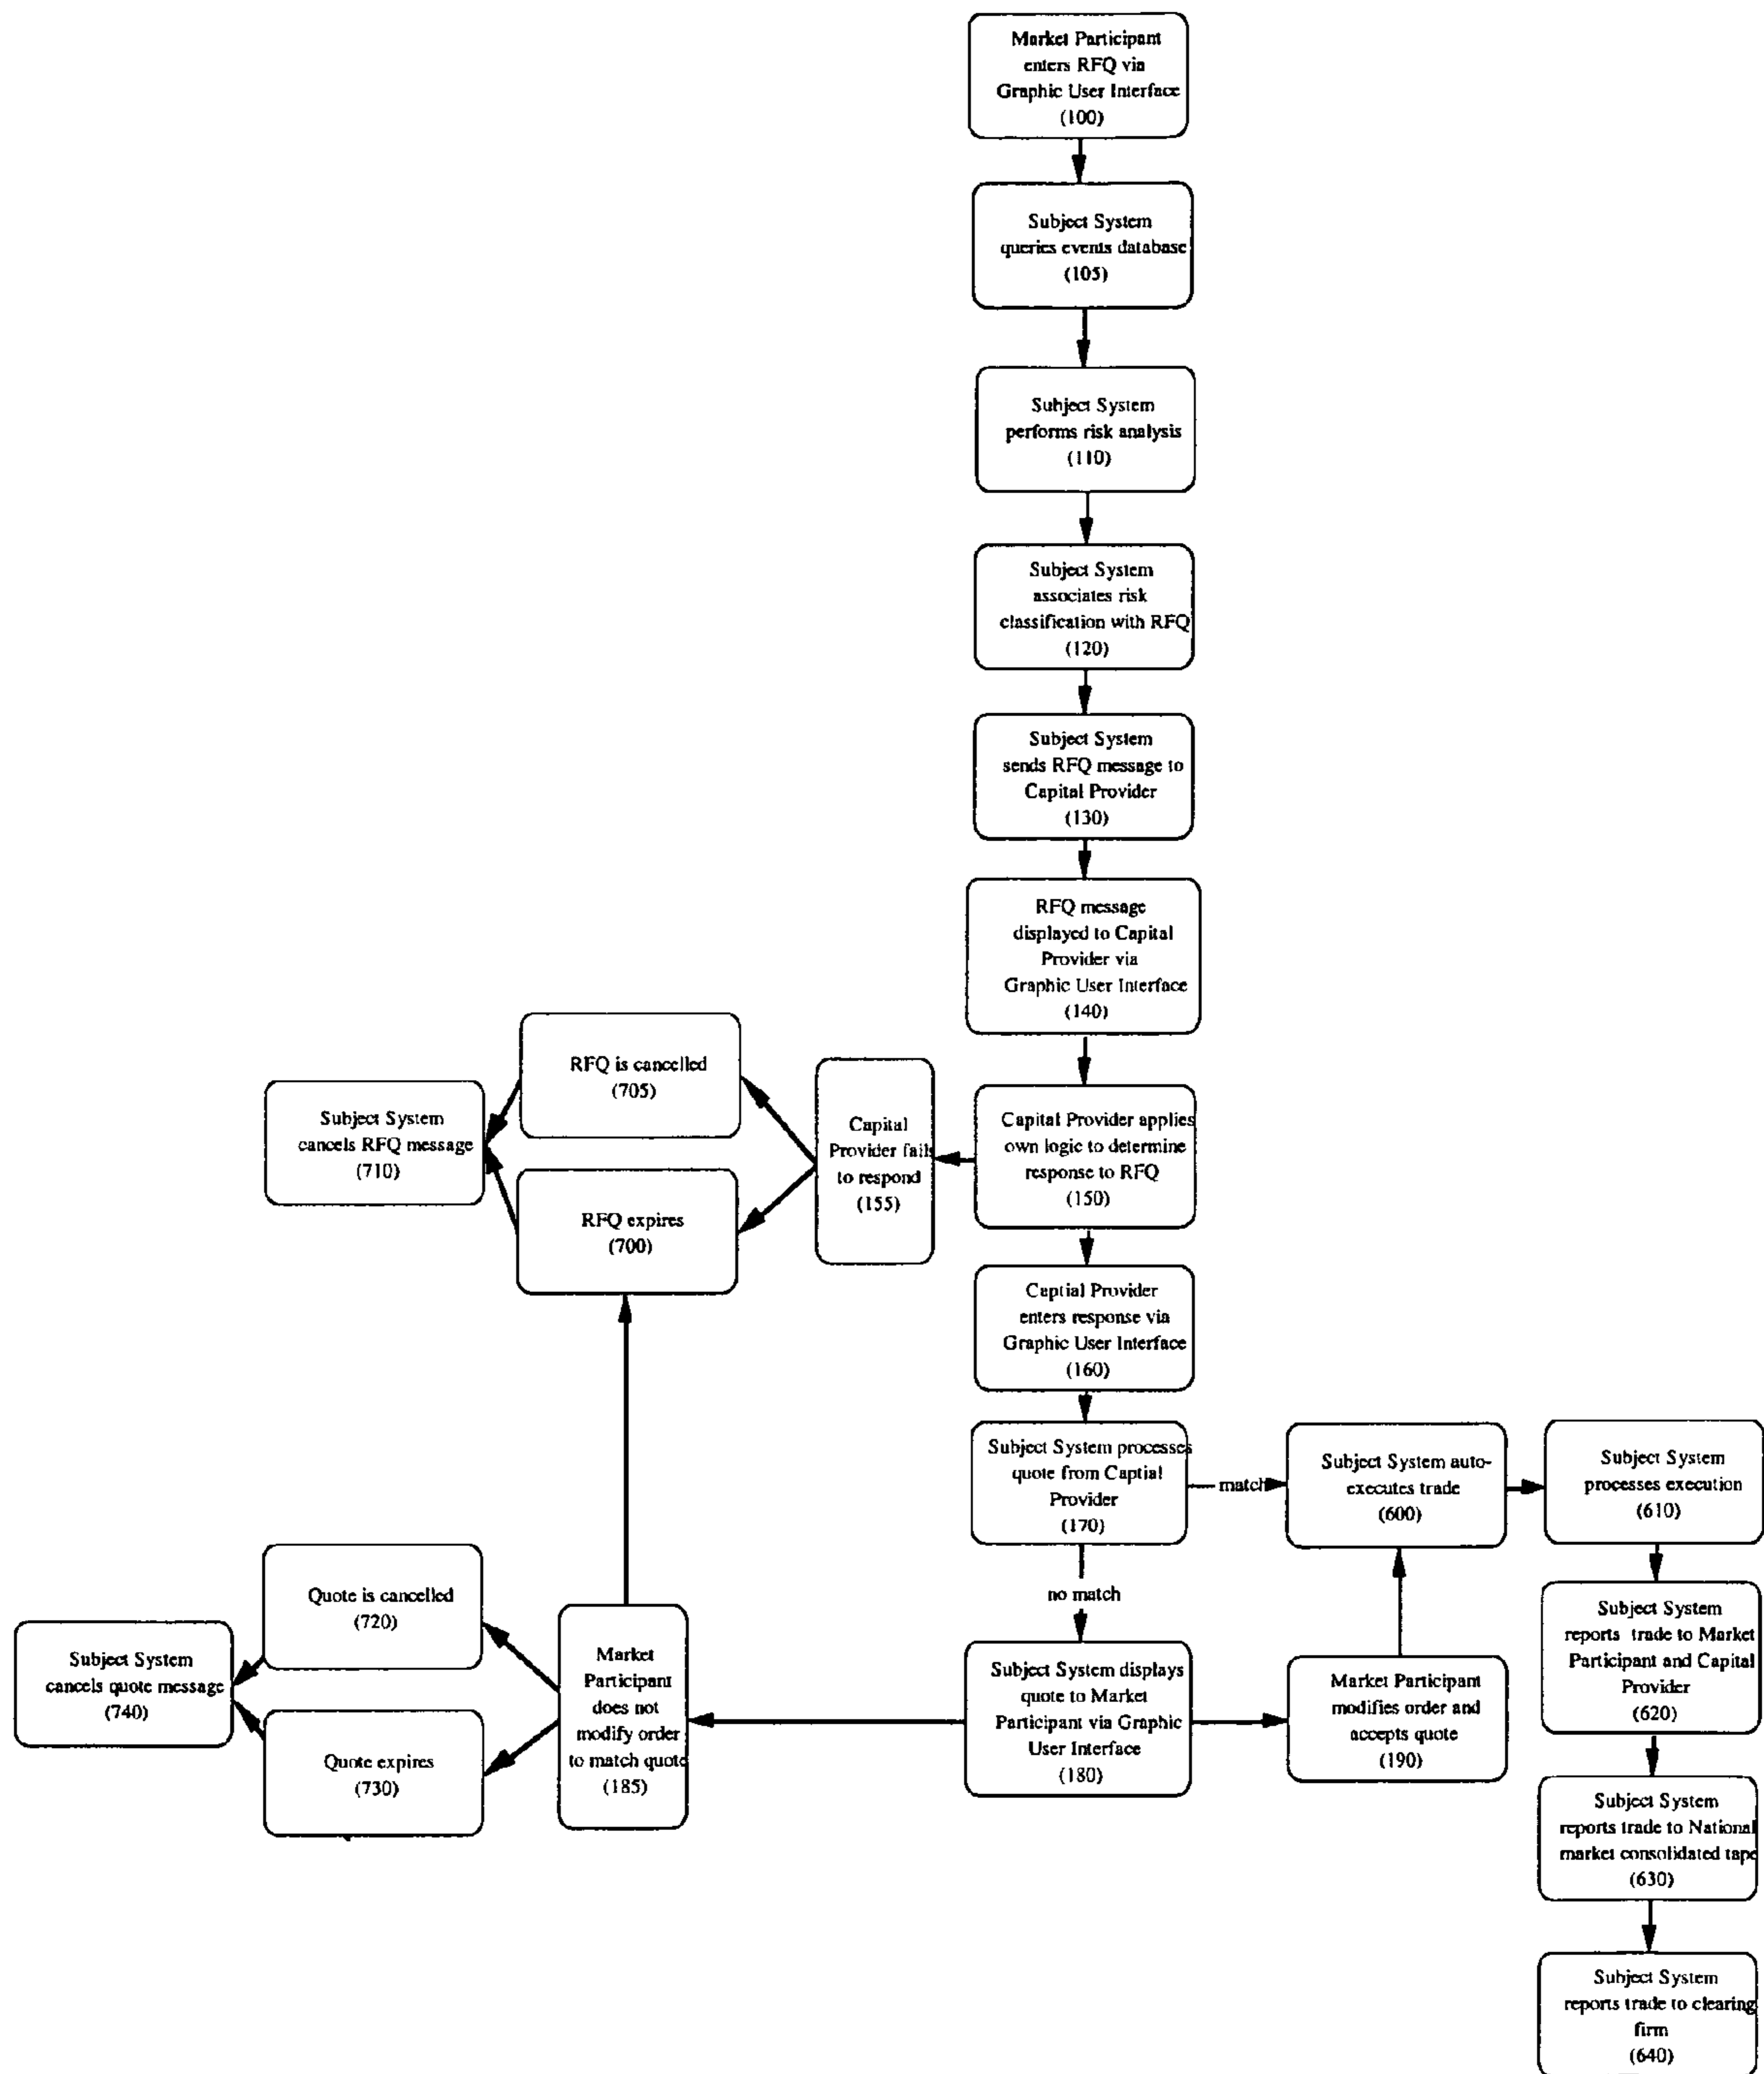 Market Participant
enters RFQ via
Graphic User Interface
(100)
Subject System
queries events database
(105)
Subject System
performs risk analysis
(110)
Subject System
associates risk
classification with RFQ
(120)
Subject System
sends RFQ message to
Capital Provider
(130)
RFQ message
displayed to Capital
Provider via
Graphic User Interface
(140)
Capital Provider applies
own logic to determine
response to RFQ
(150)
Capital
Provider fails
to respond
(155)
RFQ is cancelled
(705)
RFQ expires
(700)
Subject System
cancels RFQ message
(710)
Captial Provider
enters response via
Graphic User Interface
(160)
Subject System processes
quote from Captial
Provider
(170)
match
Subject System auto-
executes trade
(600)
Subject System
processes execution
(610)
no match
Subject System displays
quote to Market
Participant via Graphic
User Interface
(180)
Market Participant
modifies order and
accepts quote
(190)
Market
Participant
does not
modify order
to match quote
(185)
Quote is cancelled
(720)
Quote expires
(730)
Subject System
cancels quote message
(740)
Subject System
reports trade to Market
Participant and Capital
Provider
(620)
Subject System
reports trade to National
market consolidated tape
(630)
Subject System
reports trade to clearing
firm
(640)